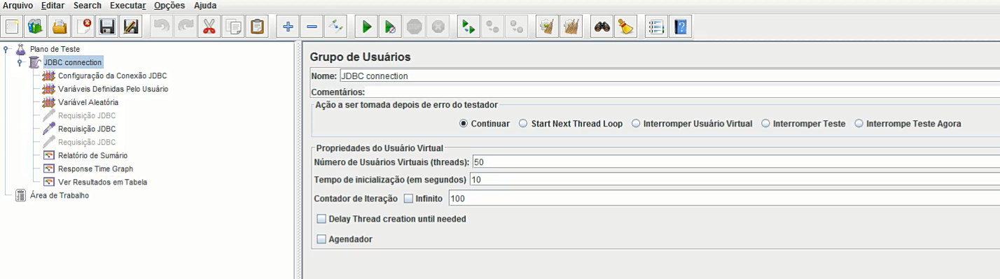 Arquivo Editar Search Executar Opções Ajuda
Plano de Teste
JDBC connection
Configuração da Conexão JDBC
Variáveis Definidas Pelo Usuário
Variável Aleatória
Requisição JDBC
Requisição JDBC
Requisição JDBC
Relatório de Sumário
Response Time Graph
Ver Resultados em Tabela
Área de Trabalho
Grupo de Usuários
Nome: JDBC connection
Comentários:
Ação a ser tomada depois de erro do testador
Continuar Start Next Thread Loop Interromper Usuário Virtual Interromper Teste Interrompe Teste Agora
Propriedades do Usuário Virtual
Número de Usuários Virtuais (threads): 50
Tempo de inicialização (em segundos) 10
Contador de Iteração Infinito 100
Delay Thread creation until needed
Agendador